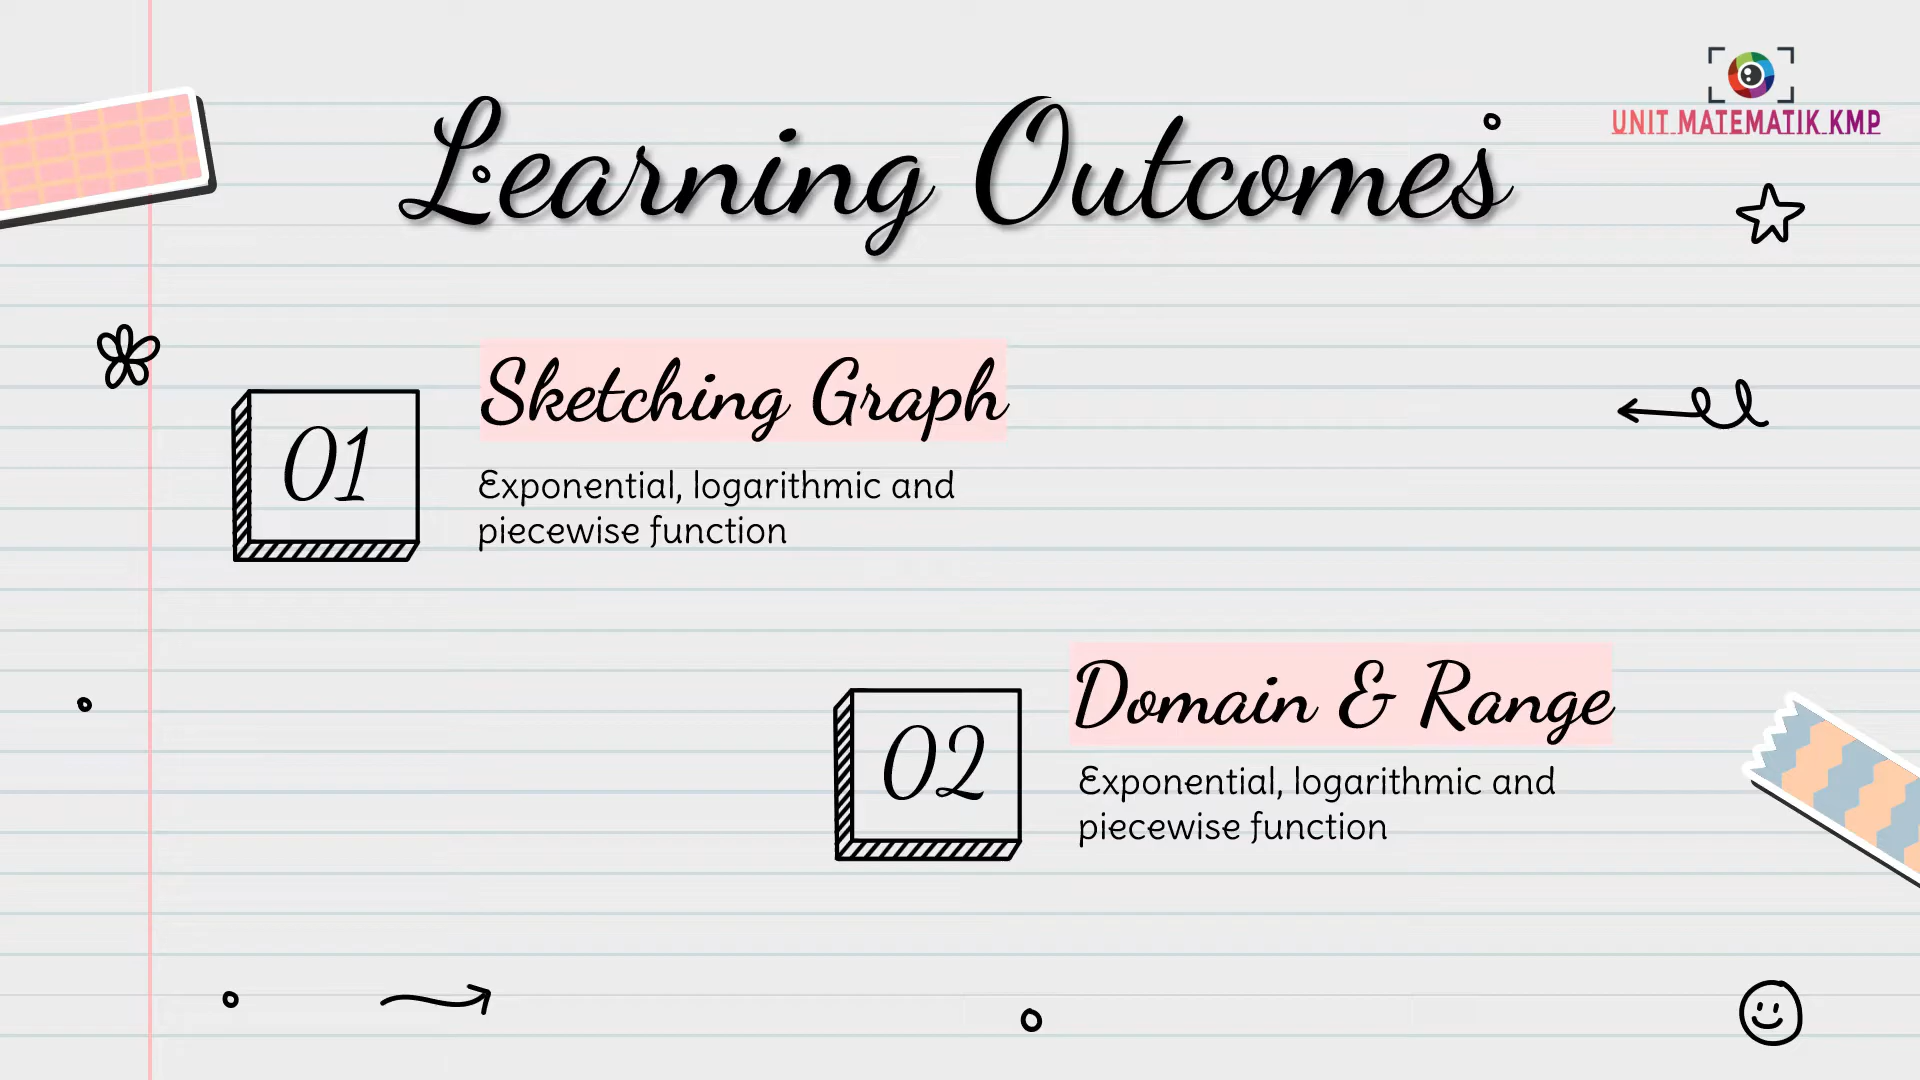 Learning Outcomes
UNIT MATEMATIK KMP
01
Sketching Graph
Exponential, logarithmic and
piecewise function
02
Domain & Range
Exponential, logarithmic and
piecewise function